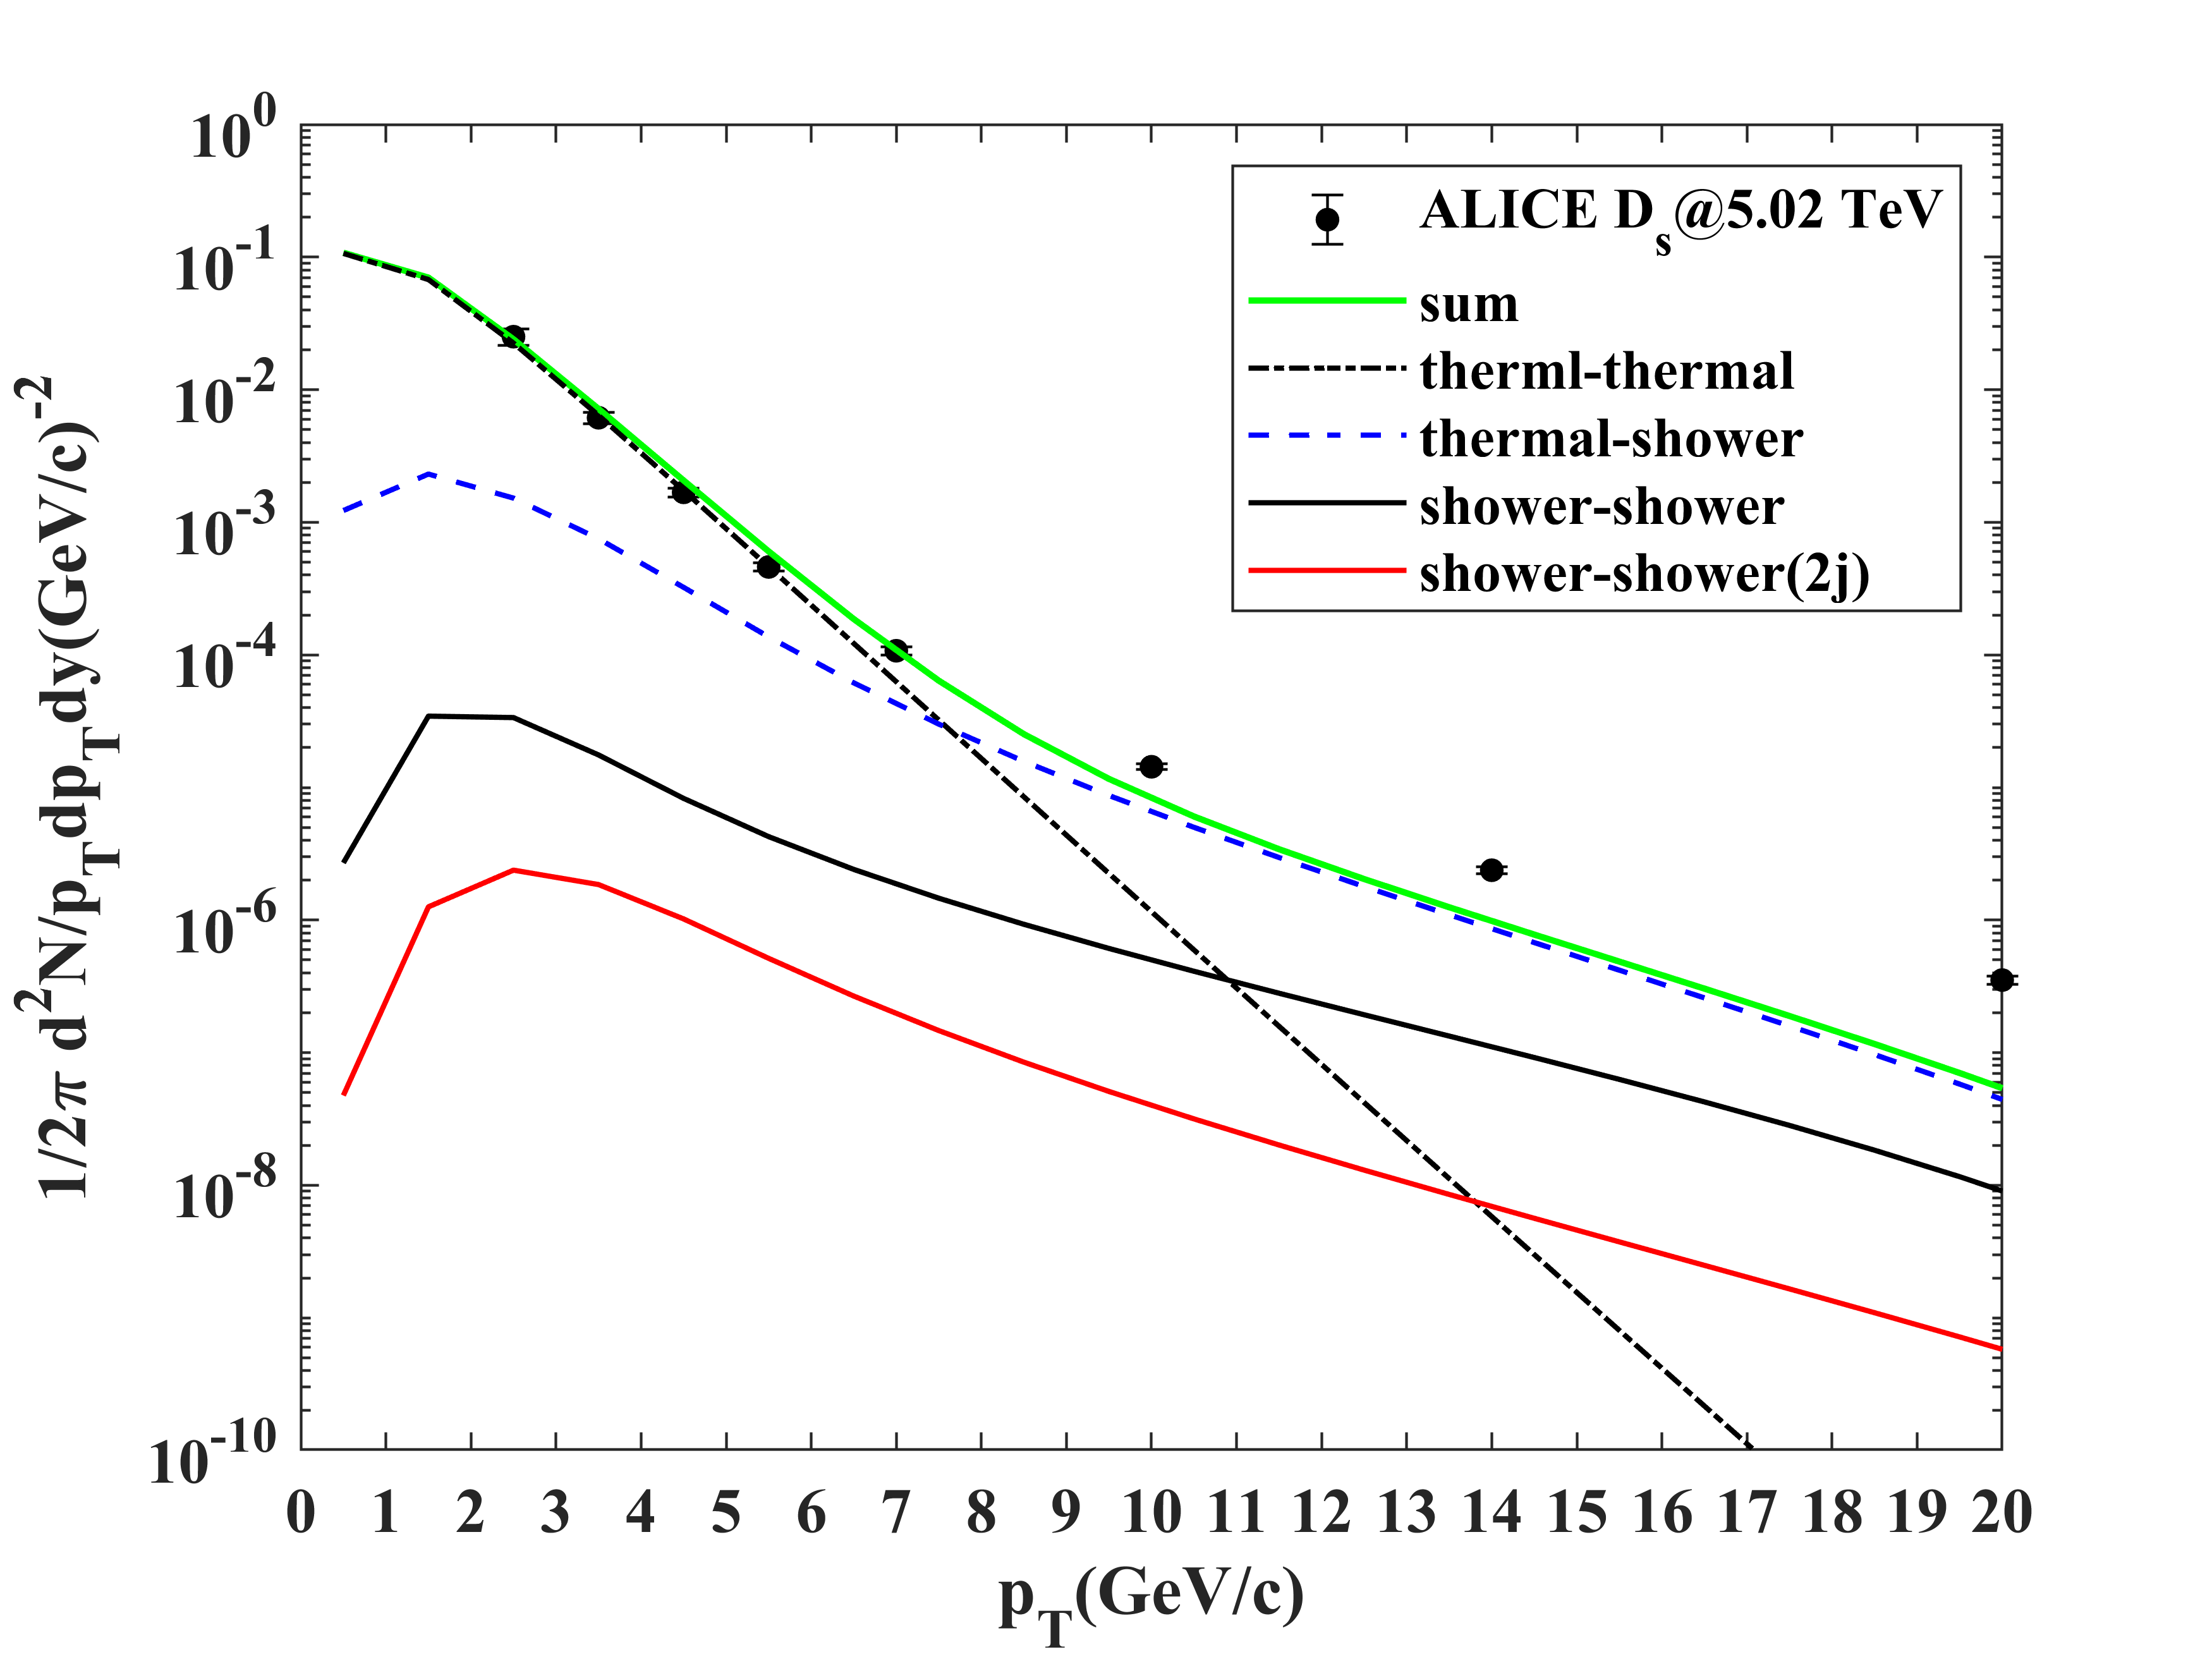 10^0
10^-1
10^-2
10^-3
10^-4
10^-6
10^-8
10^-10
1/2π d^2N/p_Tdp_Tdy(GeV//c)^-2
ALICE D_s@5.02 TeV
sum
therml-thermal
thermal-shower
shower-shower
shower-shower(2j)
0 1 2 3 4 5 6 7 8 9 10 11 12 13 14 15 16 17 18 19 20
p_T(GeV/c)